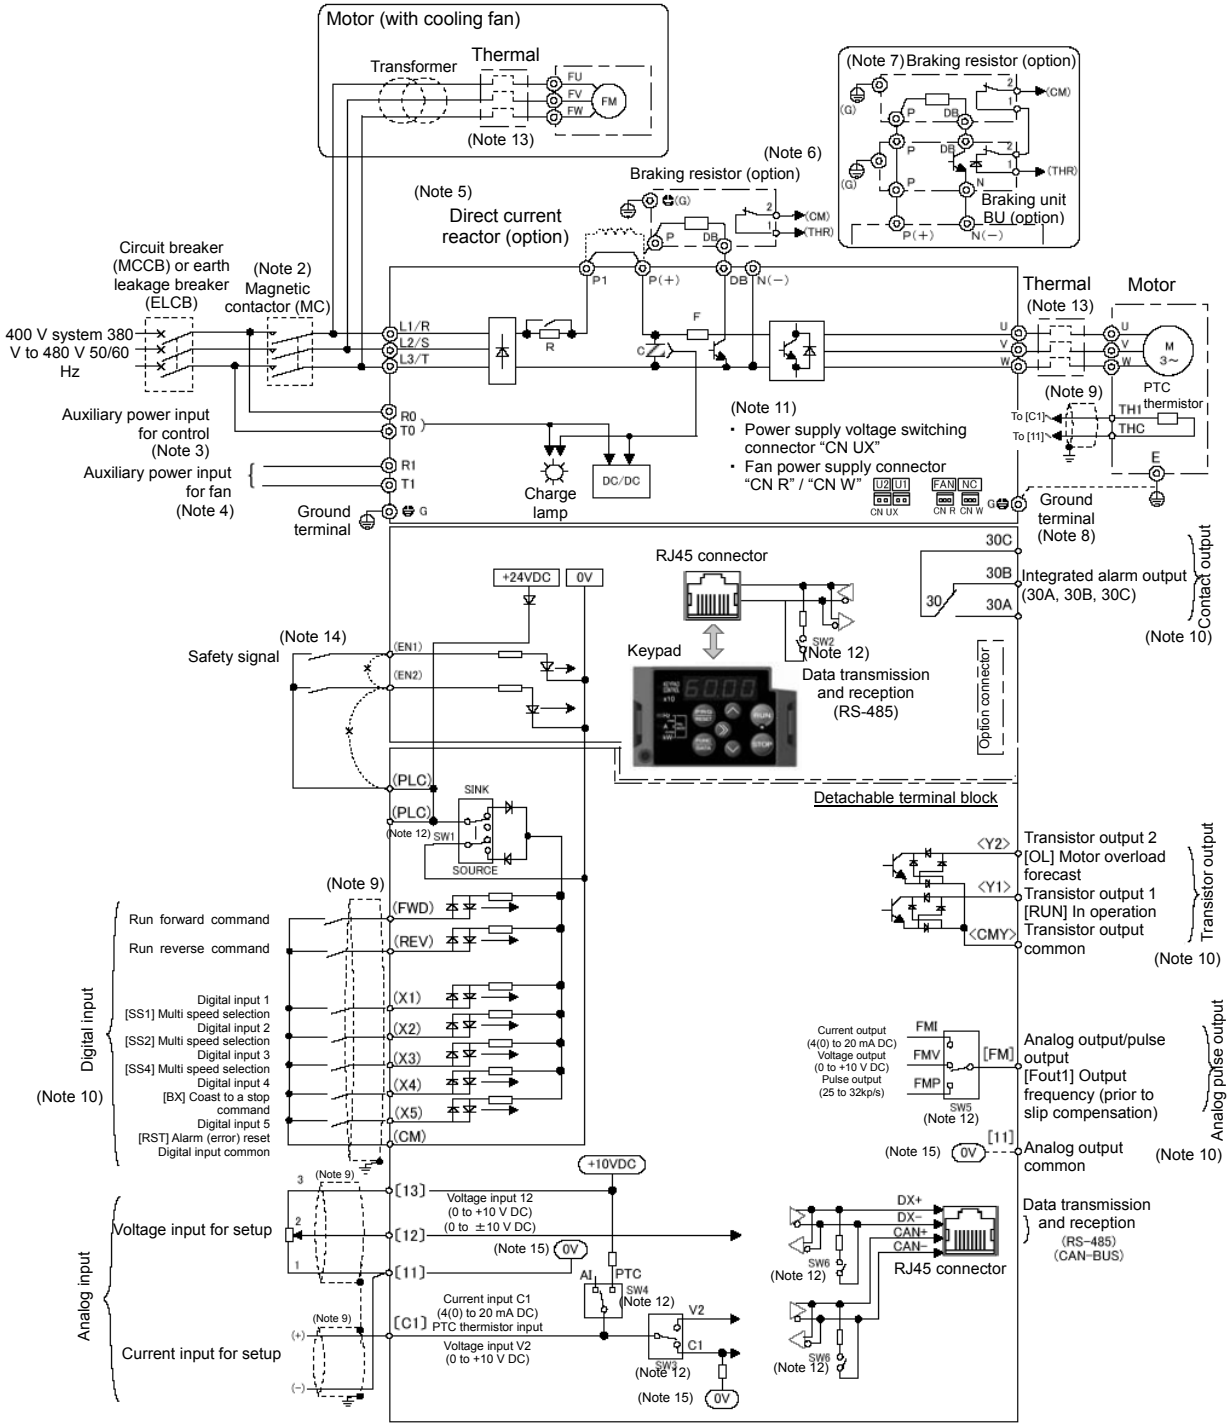 Motor (with cooling fan)
Transformer
Thermal
FU
FV
FW
FM
(Note 13)
(Note 7) Braking resistor (option)
2
1
(CM)
(G)
P
DB
DB
P
2
1
(THR)
(G)
P
N
Braking unit
BU (option)
P(+)
N(−)
(Note 6)
Braking resistor (option)
(G)
2
(CM)
1
(THR)
P
DB
(Note 5)
Direct current
reactor (option)
P1
P(+)
DB
N(−)
Circuit breaker
(MCCB) or earth
leakage breaker
(ELCB)
(Note 2)
Magnetic
contactor (MC)
400 V system 380
V to 480 V 50/60
Hz
L1/R
L2/S
L3/T
R
F
C
U
V
W
Thermal
(Note 13)
Motor
U
V
W
M
3~
PTC
thermistor
(Note 9)
To [C1]
To [11]
TH1
THC
E
Auxiliary power input
for control
(Note 3)
R0
T0
Auxiliary power input
for fan
(Note 4)
R1
T1
Ground
terminal
G
Charge
lamp
DC/DC
(Note 11)
・ Power supply voltage switching
connector “CN UX”
・ Fan power supply connector
“CN R” / “CN W”
U2 U1
CN UX
FAN NC
CN R CN W
G
Ground
terminal
(Note 8)
RJ45 connector
+24VDC
0V
SW2
(Note 12)
Data transmission
and reception
(RS-485)
Keypad
60.00
RUN
STOP
30C
30B
30
30A
Integrated alarm output
(30A, 30B, 30C)
Contact output
(Note 10)
Option connector
(Note 14)
Safety signal
(EN1)
(EN2)
(PLC)
(PLC)
(Note 12)
SINK
SW1
SOURCE
Detachable terminal block
<Y2>
Transistor output 2
[OL] Motor overload
forecast
<Y1>
Transistor output 1
[RUN] In operation
<CMY>
Transistor output
common
Transistor output
(Note 10)
(Note 9)
Digital input
(Note 10)
Run forward command
(FWD)
Run reverse command
(REV)
Digital input 1
[SS1] Multi speed selection
(X1)
Digital input 2
[SS2] Multi speed selection
(X2)
Digital input 3
[SS4] Multi speed selection
(X3)
Digital input 4
[BX] Coast to a stop
command
(X4)
Digital input 5
[RST] Alarm (error) reset
(X5)
Digital input common
(CM)
Current output
(4(0) to 20 mA DC)
Voltage output
(0 to +10 V DC)
Pulse output
(25 to 32kp/s)
FMI
FMV
FMP
SW5
(Note 12)
[FM]
Analog output/pulse
output
[Fout1] Output
frequency (prior to
slip compensation)
Analog pulse output
(Note 10)
(Note 15)
0V
[11]
Analog output
common
Analog input
(Note 9)
3
2
1
Voltage input for setup
[13]
[12]
[11]
Voltage input 12
(0 to +10 V DC)
(0 to ±10 V DC)
+10VDC
(Note 15)
0V
AI
PTC
SW4
(Note 12)
(Note 9)
(+)
(−)
Current input for setup
[C1]
Current input C1
(4(0) to 20 mA DC)
PTC thermistor input
Voltage input V2
(0 to +10 V DC)
V2
C1
SW3
(Note 12)
(Note 15)
0V
DX+
DX−
CAN+
CAN−
SW6
(Note 12)
SW6
(Note 12)
RJ45 connector
Data transmission
and reception
(RS-485)
(CAN-BUS)